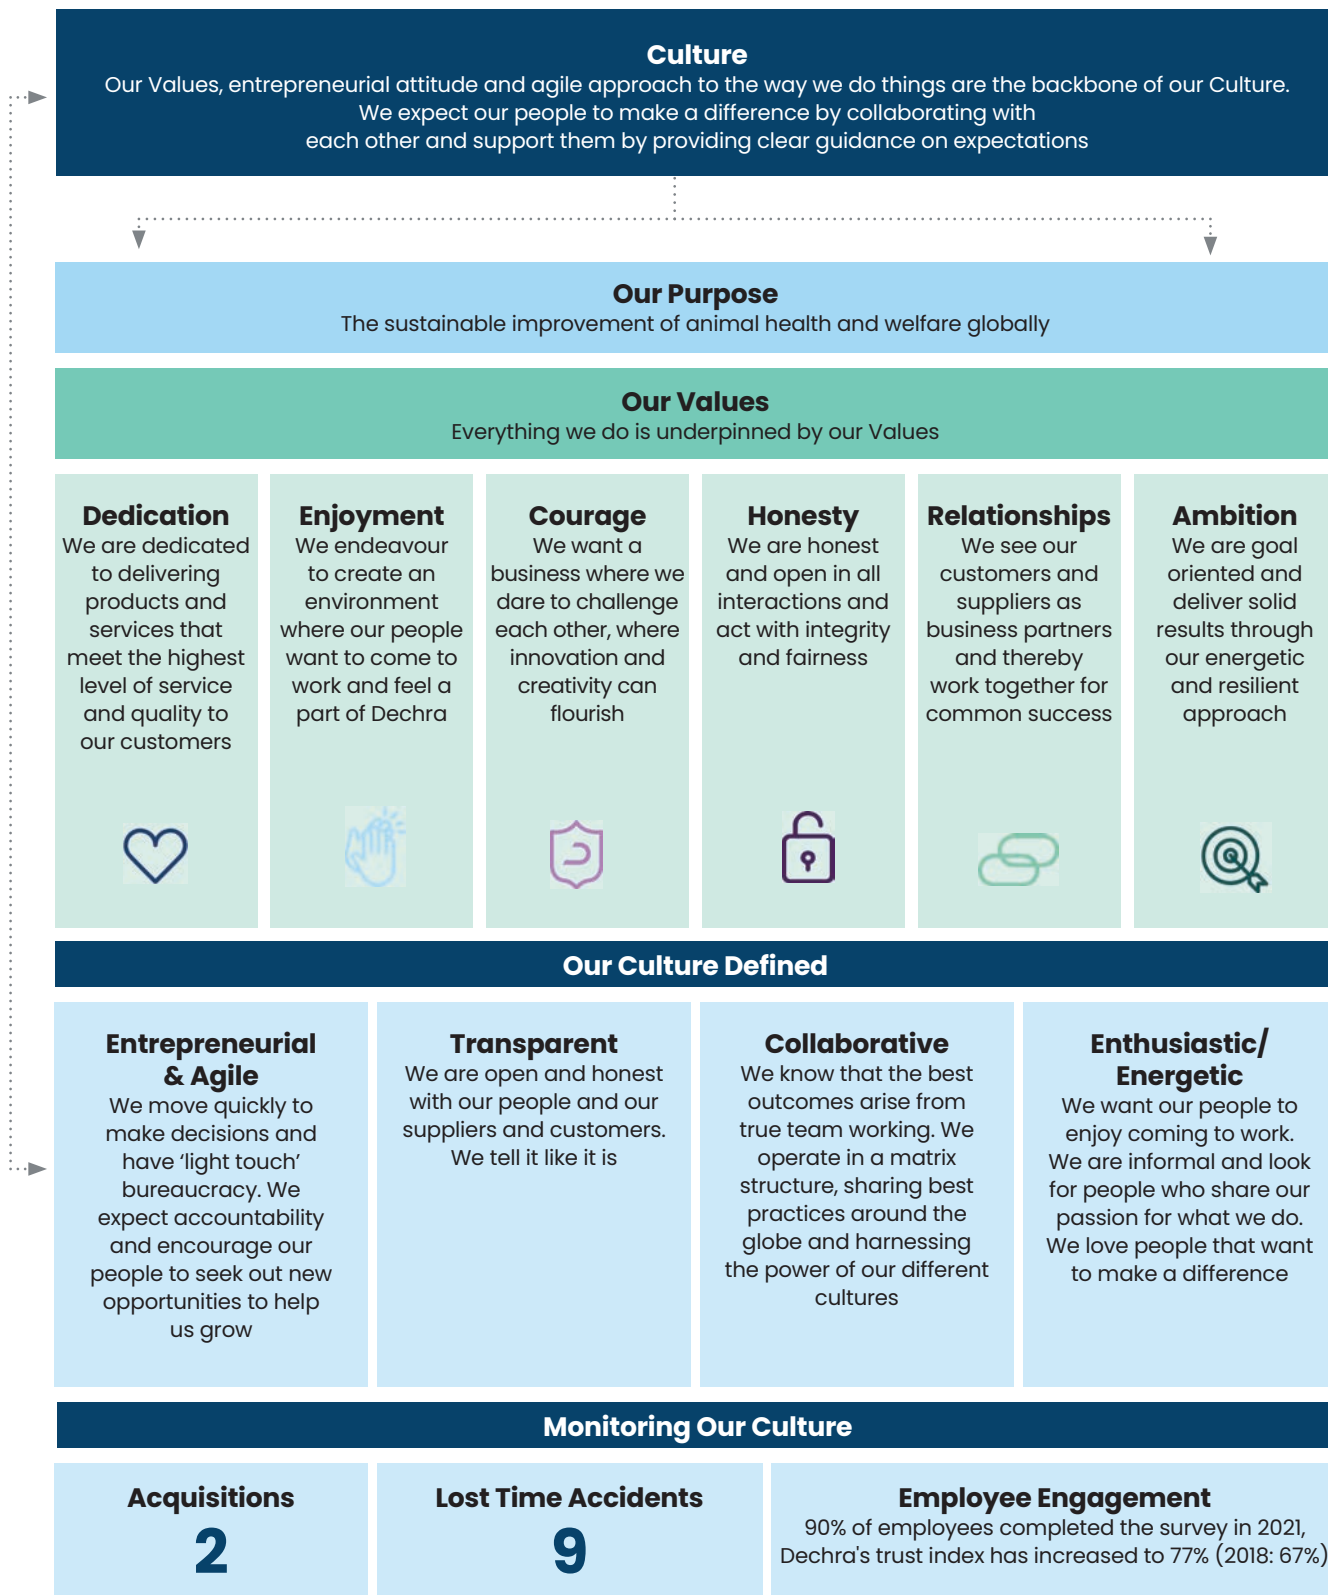 Culture
Our Values, entrepreneurial attitude and agile approach to the way we do things are the backbone of our Culture.
We expect our people to make a difference by collaborating with
each other and support them by providing clear guidance on expectations
Our Purpose
The sustainable improvement of animal health and welfare globally
Our Values
Everything we do is underpinned by our Values
Dedication
We are dedicated
to delivering
products and
services that
meet the highest
level of service
and quality to
our customers
Enjoyment
We endeavour
to create an
environment
where our people
want to come to
work and feel a
part of Dechra
Courage
We want a
business where we
dare to challenge
each other, where
innovation and
creativity can
flourish
Honesty
We are honest
and open in all
interactions and
act with integrity
and fairness
Relationships
We see our
customers and
suppliers as
business partners
and thereby
work together for
common success
Ambition
We are goal
oriented and
deliver solid
results through
our energetic
and resilient
approach
Our Culture Defined
Entrepreneurial
& Agile
We move quickly to
make decisions and
have ‘light touch’
bureaucracy. We
expect accountability
and encourage our
people to seek out new
opportunities to help
us grow
Transparent
We are open and honest
with our people and our
suppliers and customers.
We tell it like it is
Collaborative
We know that the best
outcomes arise from
true team working. We
operate in a matrix
structure, sharing best
practices around the
globe and harnessing
the power of our different
cultures
Enthusiastic/
Energetic
We want our people to
enjoy coming to work.
We are informal and look
for people who share our
passion for what we do.
We love people that want
to make a difference
Monitoring Our Culture
Acquisitions
2
Lost Time Accidents
9
Employee Engagement
90% of employees completed the survey in 2021,
Dechra's trust index has increased to 77% (2018: 67%)